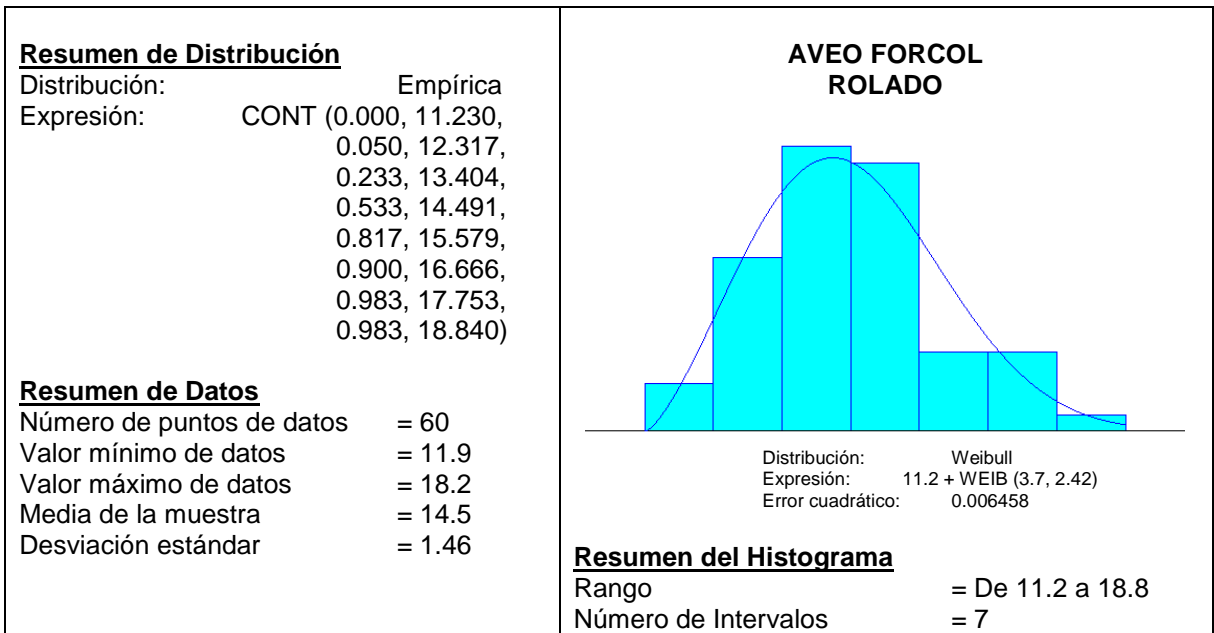 Resumen de Distribución
Distribución: Empírica
Expresión: CONT (0.000, 11.230,
0.050, 12.317,
0.233, 13.404,
0.533, 14.491,
0.817, 15.579,
0.900, 16.666,
0.983, 17.753,
0.983, 18.840)
Resumen de Datos
Número de puntos de datos = 60
Valor mínimo de datos = 11.9
Valor máximo de datos = 18.2
Media de la muestra = 14.5
Desviación estándar = 1.46
AVEO FORCOL
ROLADO
Distribución: Weibull
Expresión: 11.2 + WEIB (3.7, 2.42)
Error cuadrático: 0.006458
Resumen del Histograma
Rango = De 11.2 a 18.8
Número de Intervalos = 7